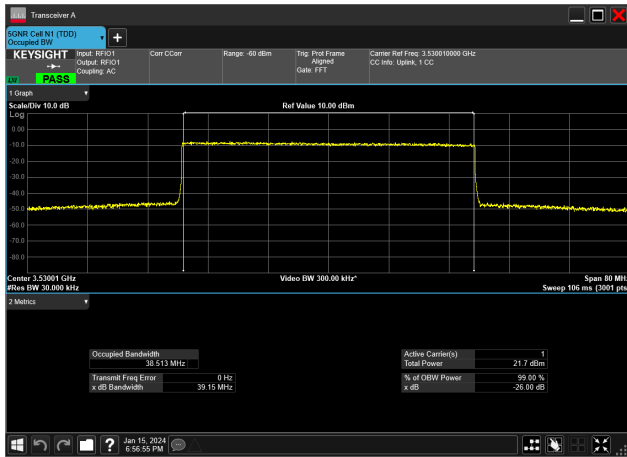 Transceiver A
5GNR Cell N1 (TDD)
Occupied BW
KEYSIGHT
PASS
Input: RFIO1
Output: RFIO1
Coupling: AC
Corr CCorr
Range: -60 dBm
Trig: Prot Frame
Aligned
Gate: FFT
Carrier Ref Freq: 3.530010000 GHz
CC Info: Uplink, 1 CC
1 Graph
Scale/Div 10.0 dB
Ref Value 10.00 dBm
Log
0.00
-10.0
-20.0
-30.0
-40.0
-50.0
-60.0
-70.0
-80.0
Center 3.53001 GHz
Video BW 300.00 kHz*
Span 80 MHz
#Res BW 30.000 kHz
Sweep 106 ms (3001 pts
2 Metrics
Occupied Bandwidth
38.513 MHz
Transmit Freq Error 0 Hz
x dB Bandwidth 39.15 MHz
Active Carrier(s) 1
Total Power 21.7 dBm
% of OBW Power 99.00 %
x dB -26.00 dB
?
Jan 15, 2024
6:56:55 PM